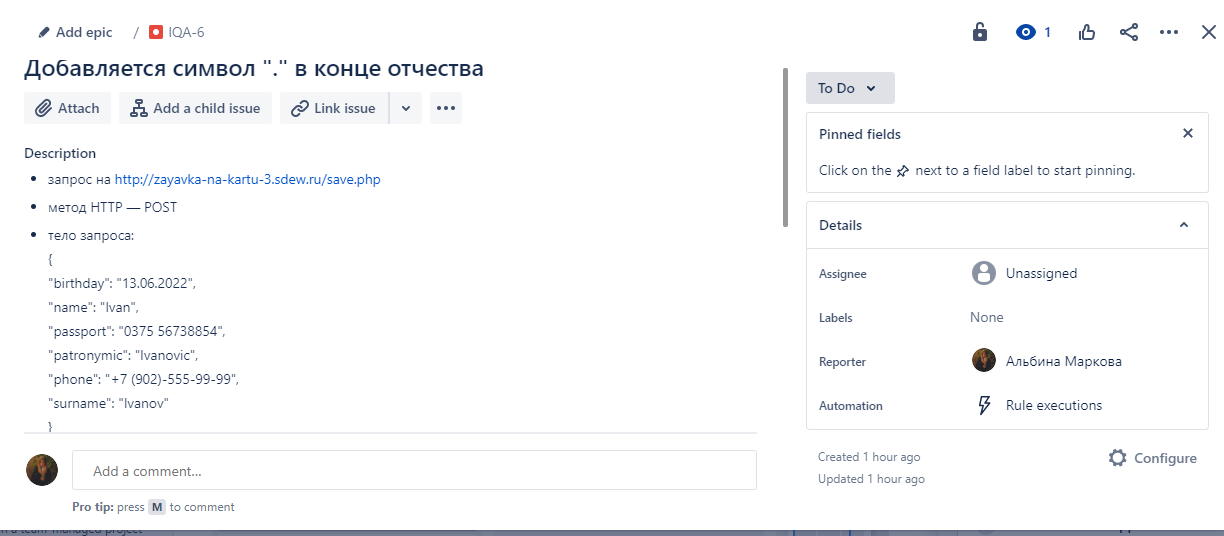 Add epic / IQA-6
1
Добавляется символ "." в конце отчества
Attach
Add a child issue
Link issue
Description
запрос на http://zayavka-na-kartu-3.sdew.ru/save.php
метод HTTP — POST
тело запроса:
{
"birthday": "13.06.2022",
"name": "Ivan",
"passport": "0375 56738854",
"patronymic": "Ivanovic",
"phone": "+7 (902)-555-99-99",
"surname": "Ivanov"
}
Add a comment...
Pro tip: press M to comment
To Do
Pinned fields
Click on the next to a field label to start pinning.
Details
Assignee Unassigned
Labels None
Reporter Альбина Маркова
Automation Rule executions
Created 1 hour ago
Updated 1 hour ago
Configure
a team-managed project